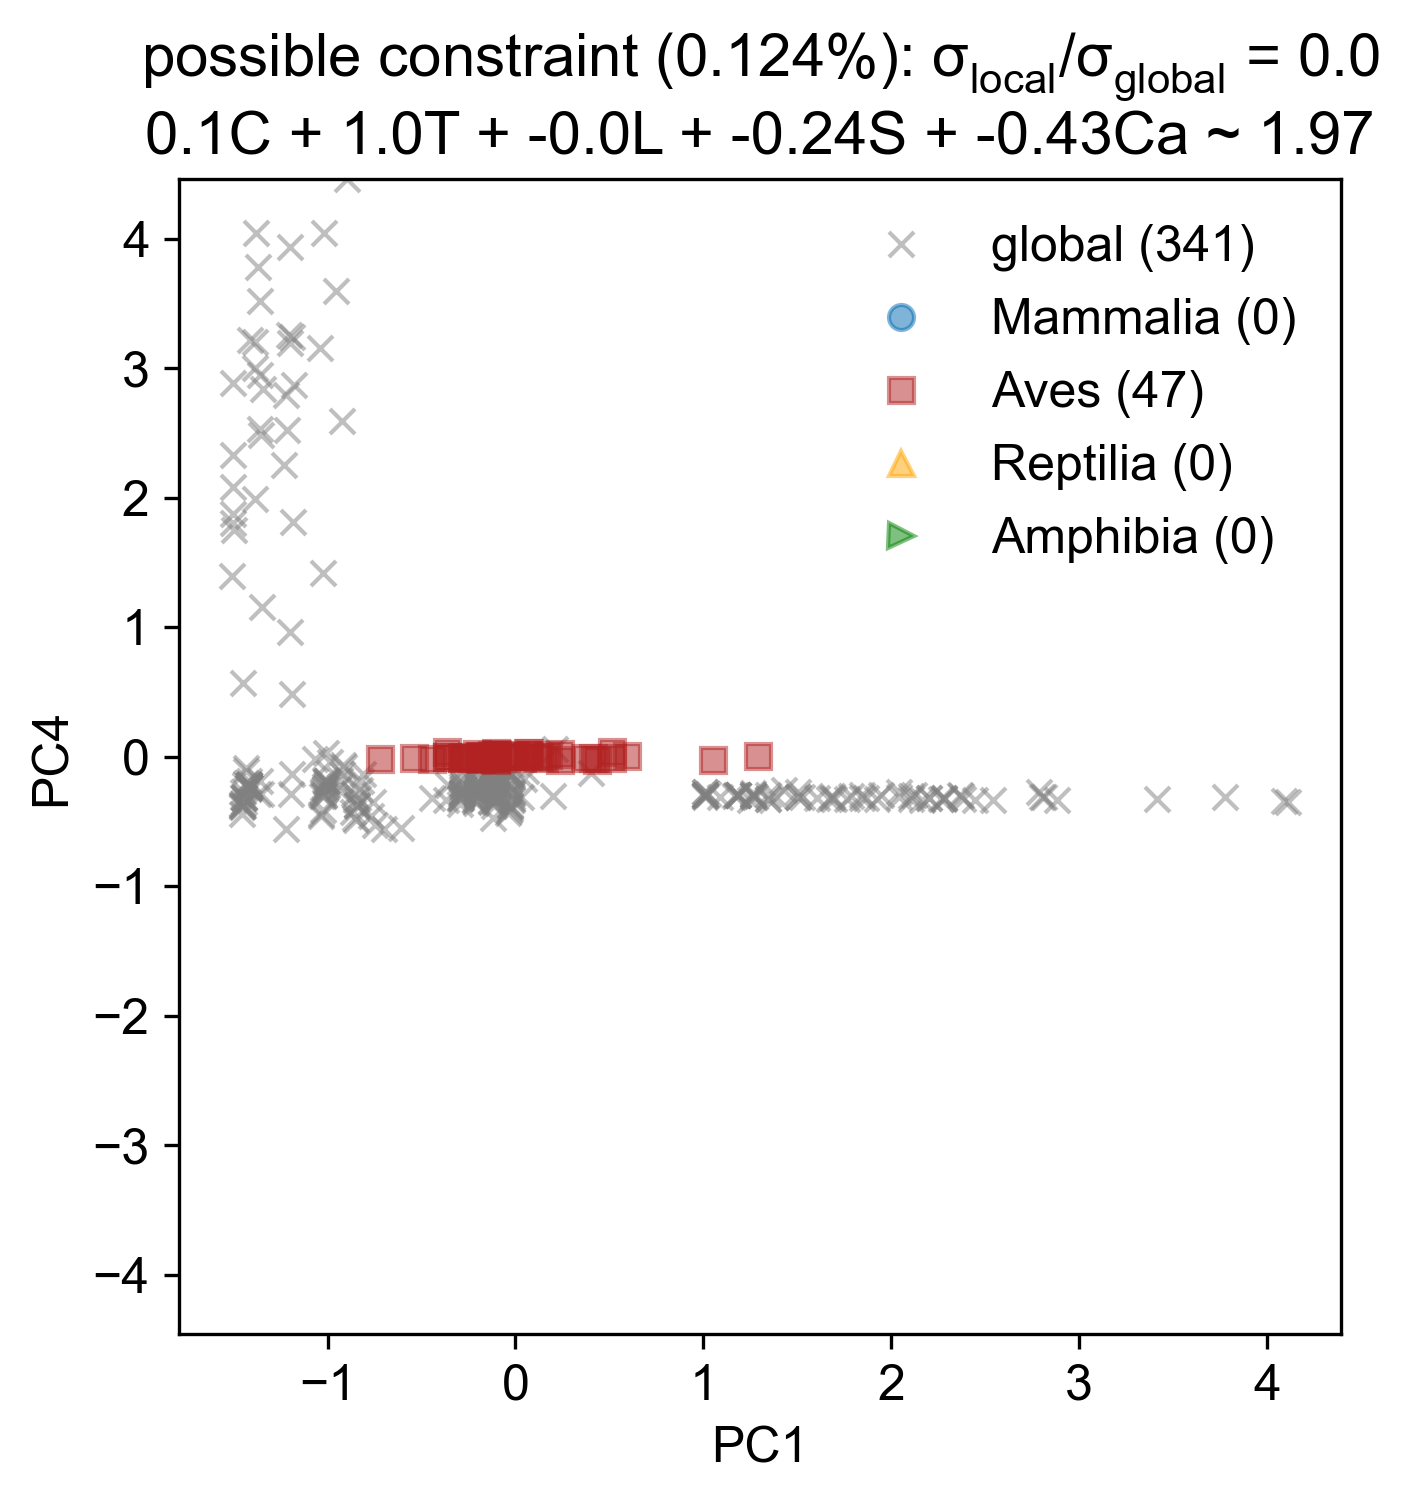 possible constraint (0.124%): σlocal/σglobal = 0.0
0.1C + 1.0T + -0.0L + -0.24S + -0.43Ca ~ 1.97
global (341)
Mammalia (0)
Aves (47)
Reptilia (0)
Amphibia (0)
4
3
2
1
0
−1
−2
−3
−4
PC4
−1 0 1 2 3 4
PC1